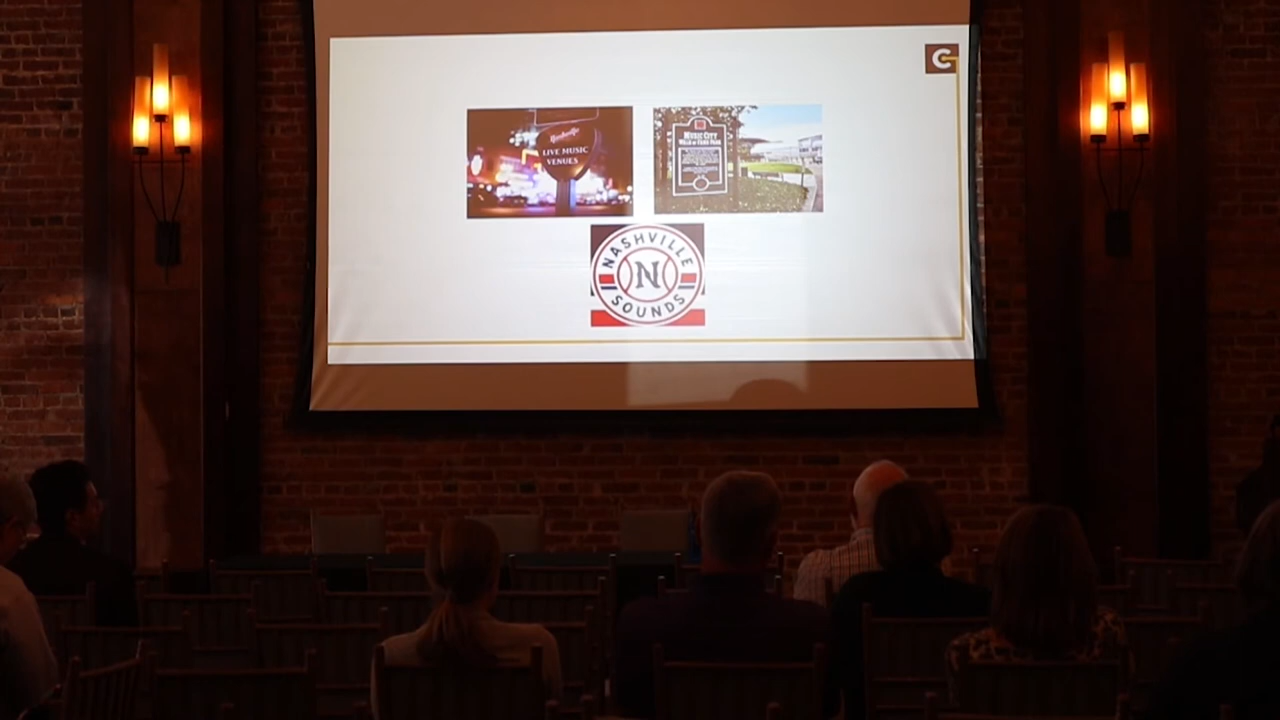 C
Nashville
LIVE MUSIC
VENUES
MUSIC CITY
WALK OF FAME PARK
NASHVILLE
N
SOUNDS